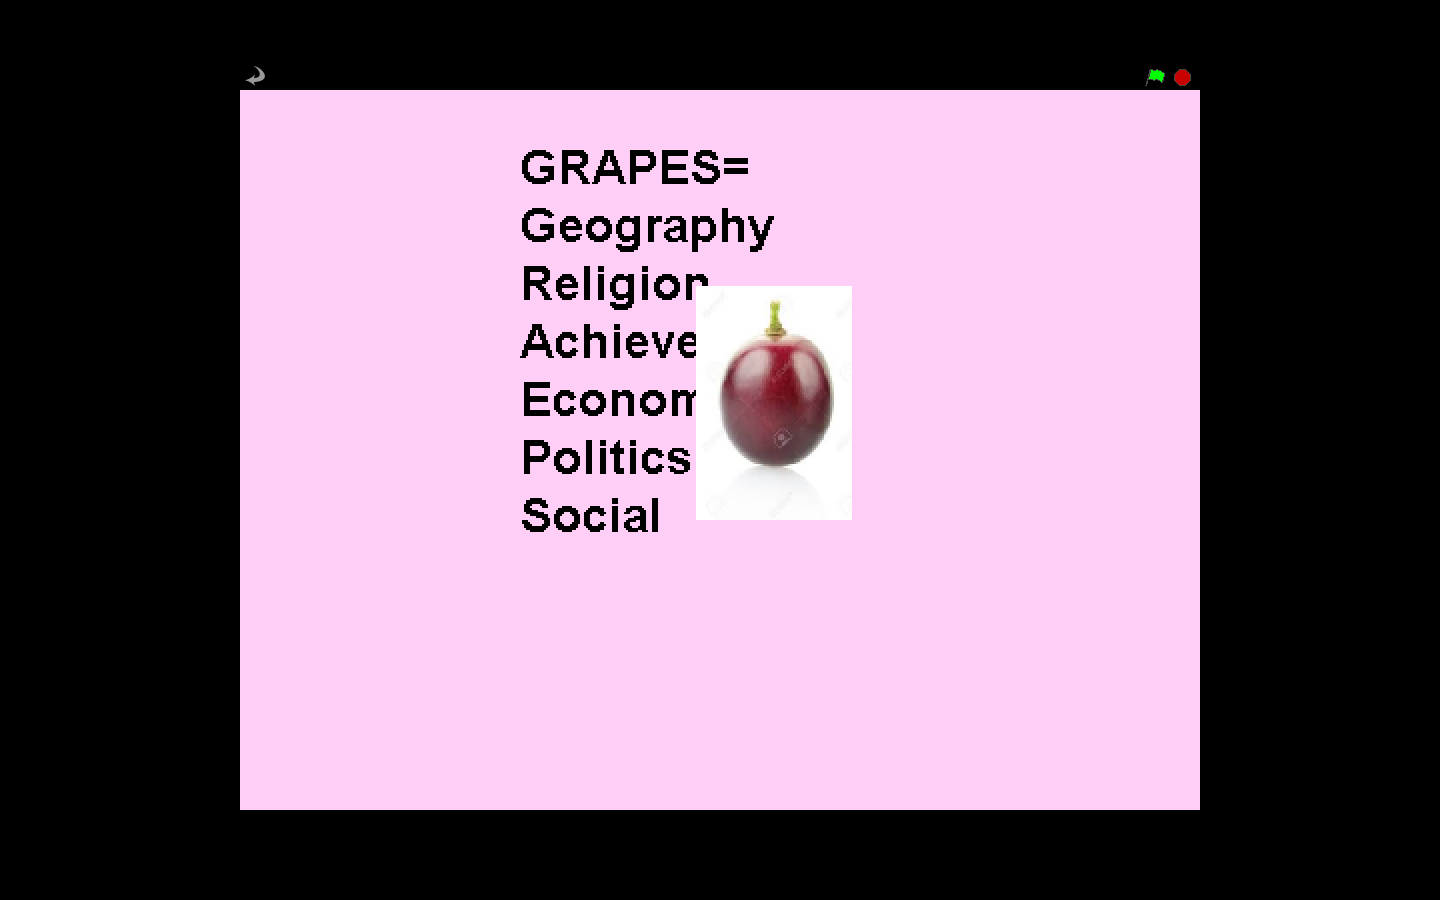 GRAPES=
Geography
Religion
Achieve
Econom
Politics
Social